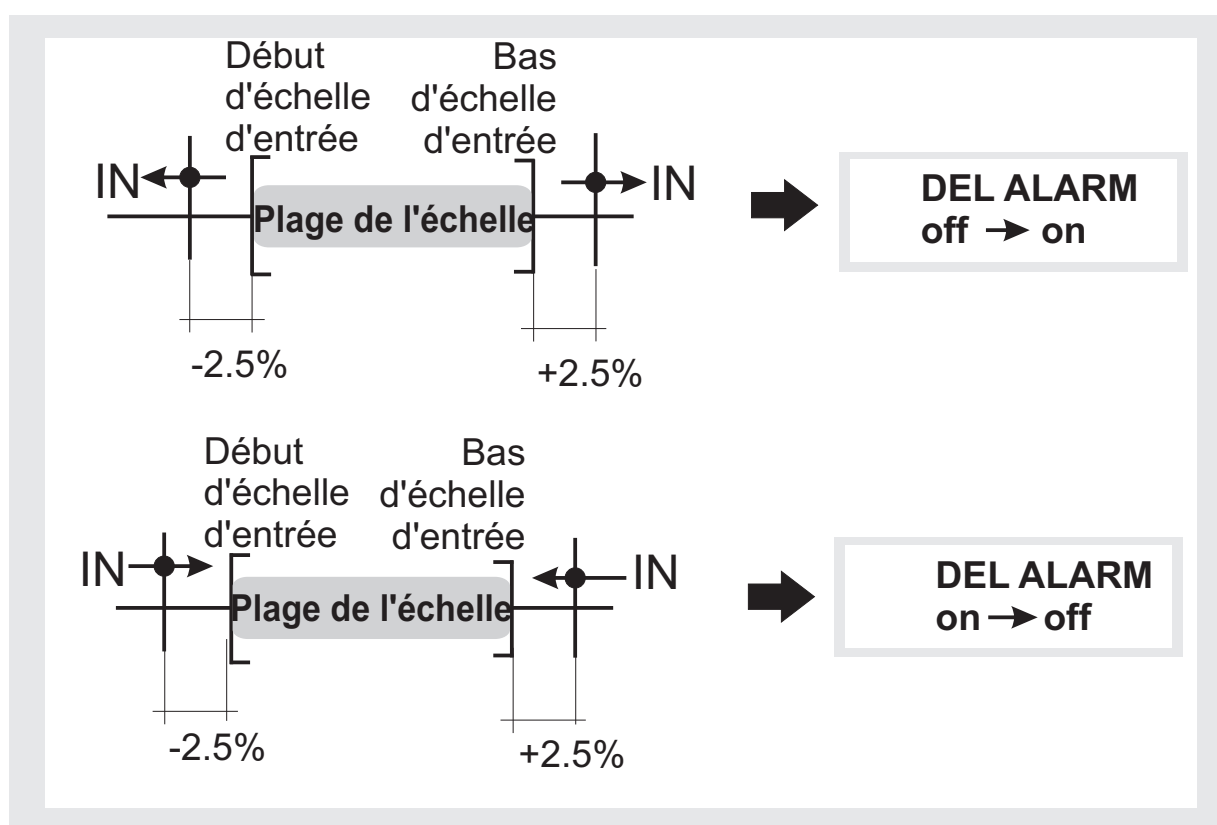 Début
d'échelle
d'entrée
Bas
d'échelle
d'entrée
IN
Plage de l'échelle
IN
-2.5%
+2.5%
DEL ALARM
off → on
Début
d'échelle
d'entrée
Bas
d'échelle
d'entrée
IN
Plage de l'échelle
IN
-2.5%
+2.5%
DEL ALARM
on → off